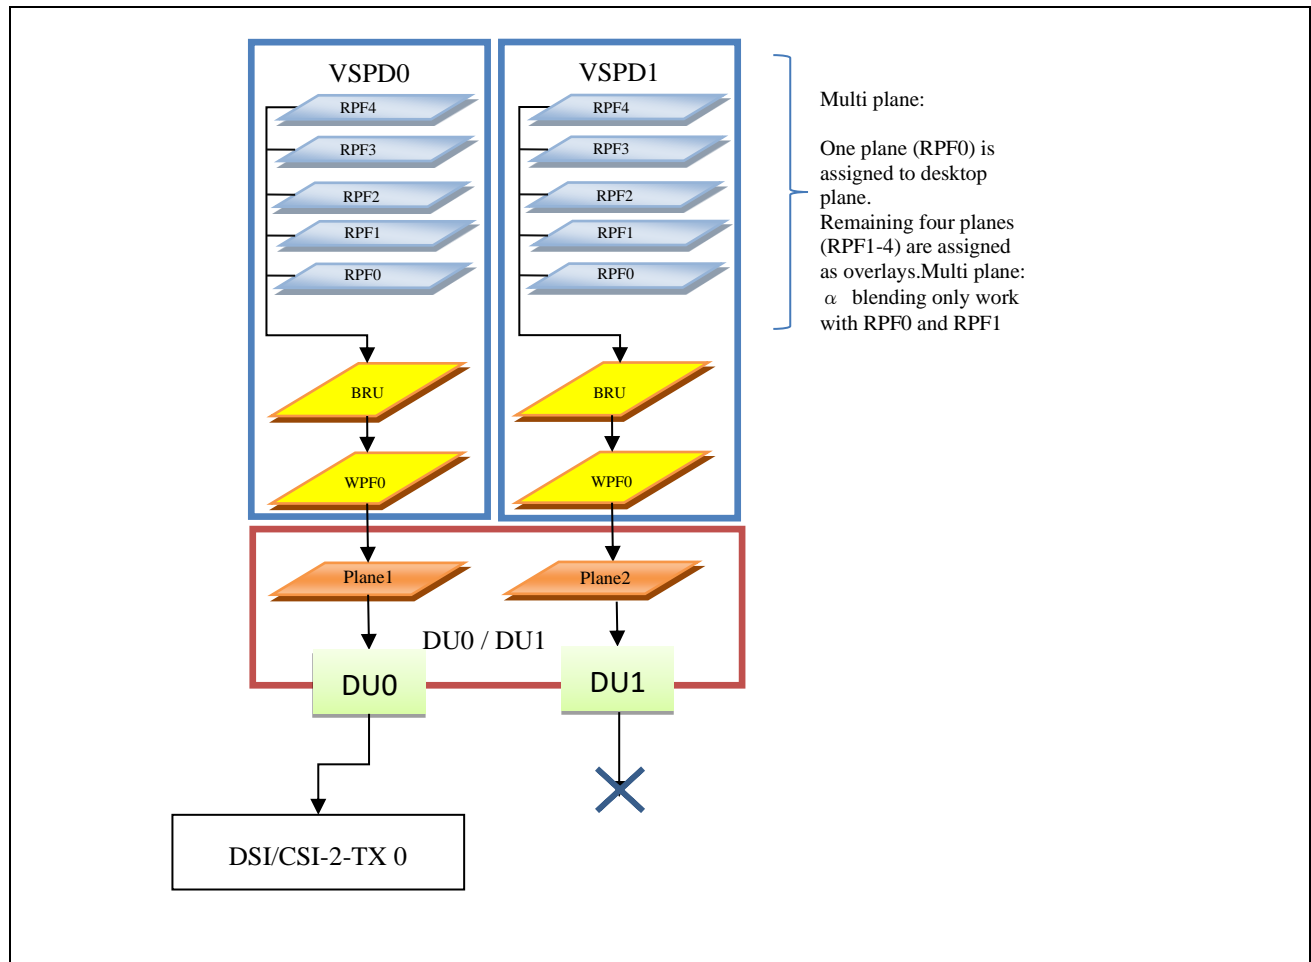 VSPD0
RPF4
RPF3
RPF2
RPF1
RPF0
BRU
WPF0
VSPD1
RPF4
RPF3
RPF2
RPF1
RPF0
BRU
WPF0
Multi plane:
One plane (RPF0) is
assigned to desktop
plane.
Remaining four planes
(RPF1-4) are assigned
as overlays.Multi plane:
α blending only work
with RPF0 and RPF1
Plane1
Plane2
DU0 / DU1
DU0
DU1
DSI/CSI-2-TX 0